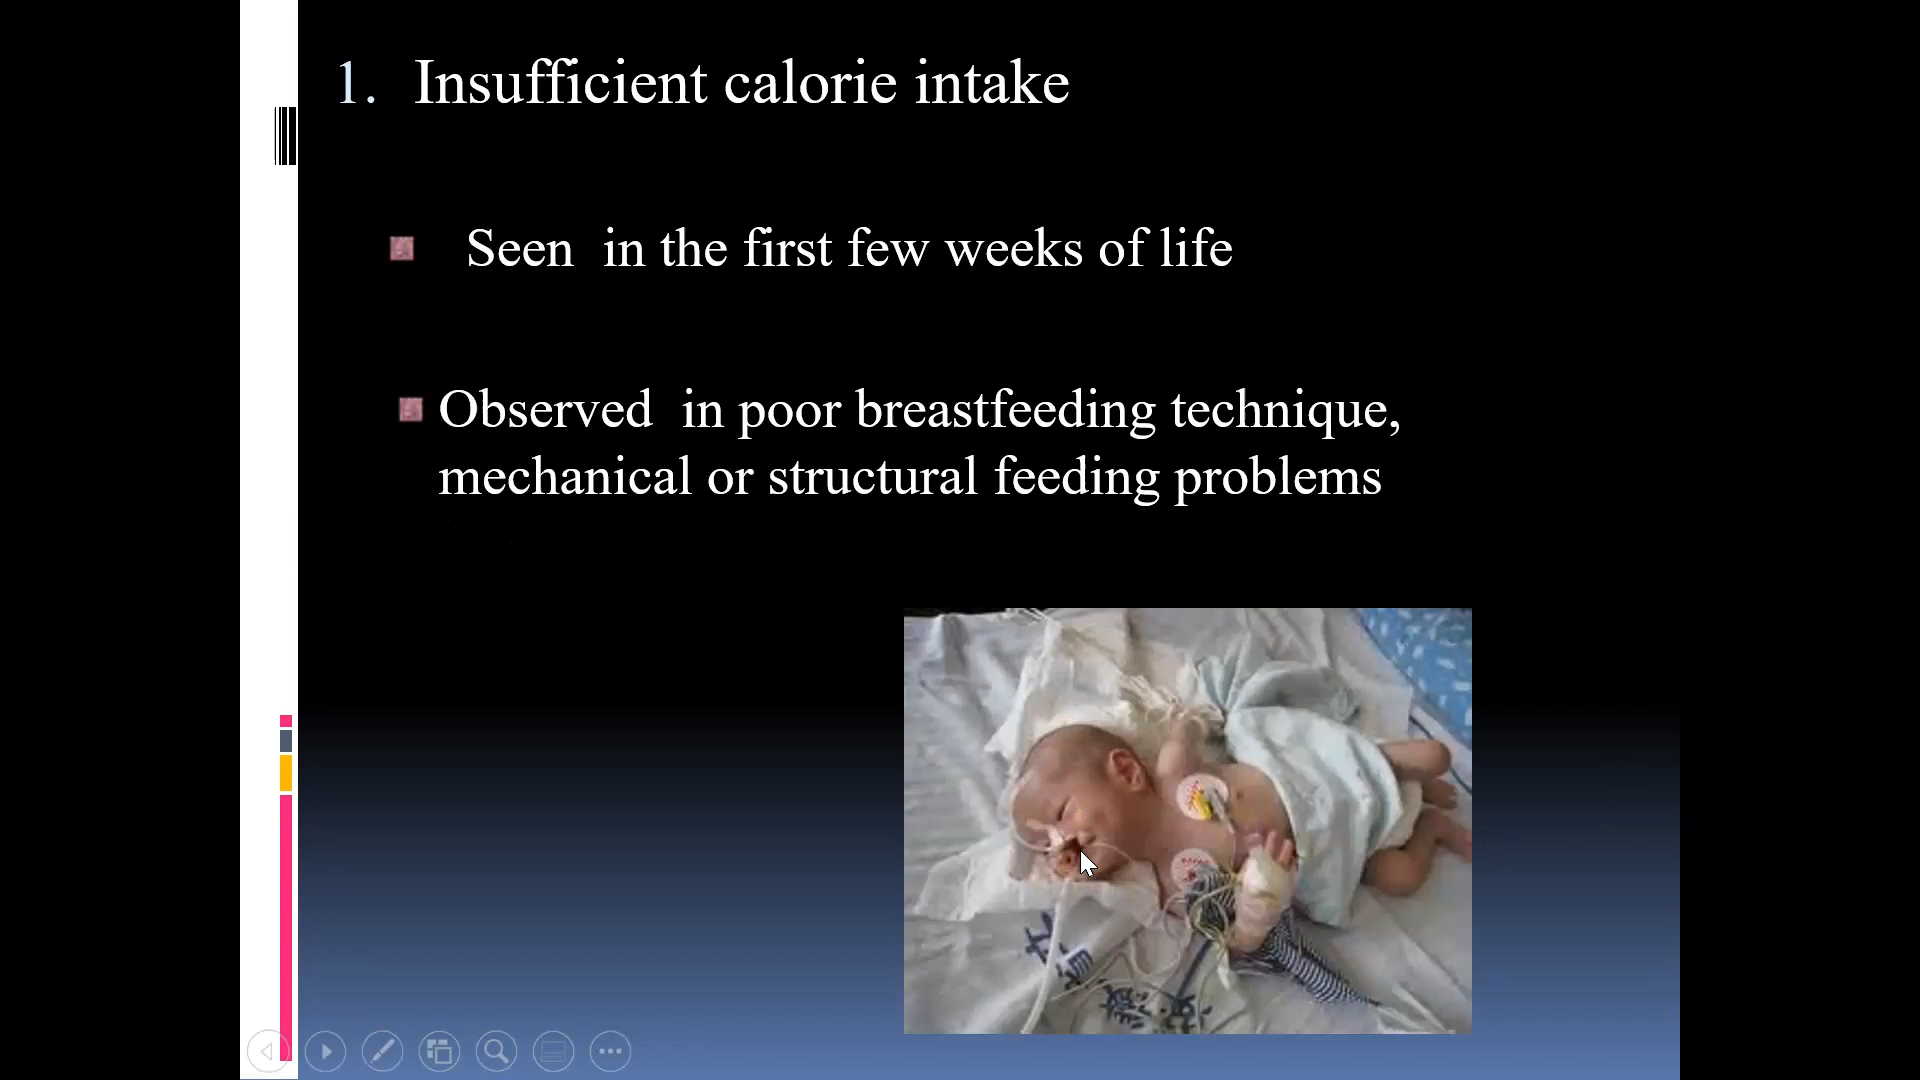 1. Insufficient calorie intake
Seen in the first few weeks of life
Observed in poor breastfeeding technique,
mechanical or structural feeding problems